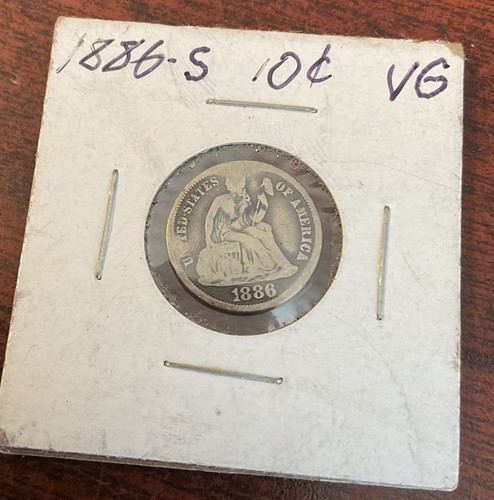 1886-S 10¢ VG
UNITED STATES OF AMERICA
1886